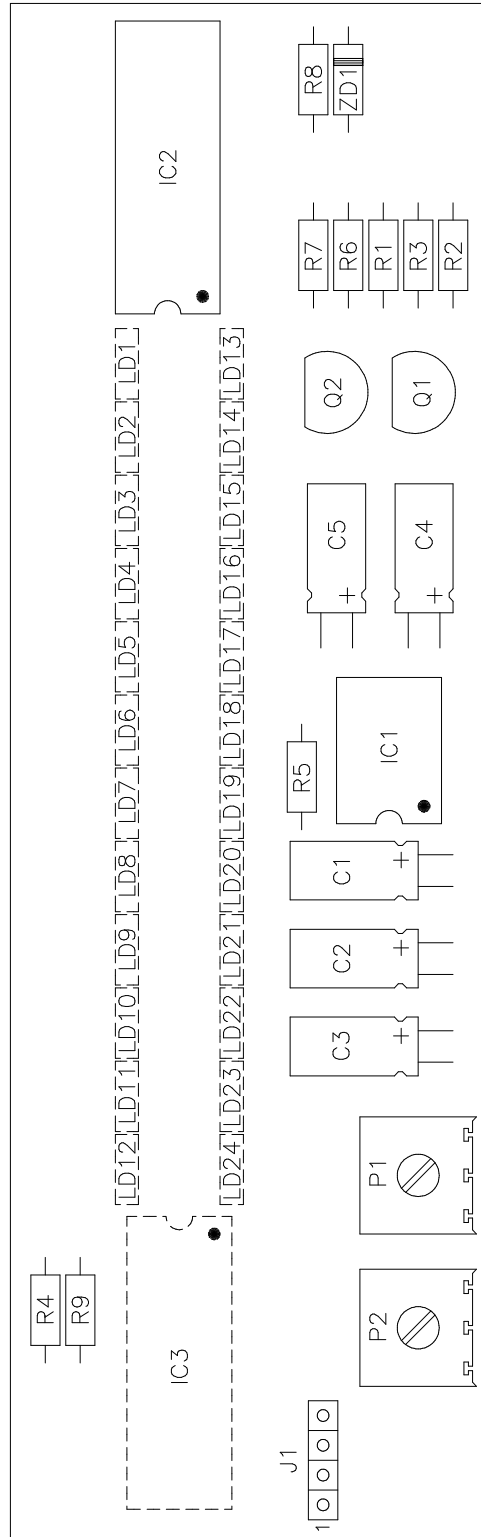 R8
ZD1
IC2
R7
R6
R1
R3
R2
LD1
LD13
Q2
Q1
LD2
LD14
LD3
LD15
C5
+
C4
+
LD4
LD16
LD5
LD17
LD6
LD18
IC1
R5
LD7
LD19
LD8
LD20
C1
+
LD9
LD21
C2
+
LD10
LD22
C3
+
LD11
LD23
LD12
LD24
P1
R4
R9
IC3
P2
J1
1